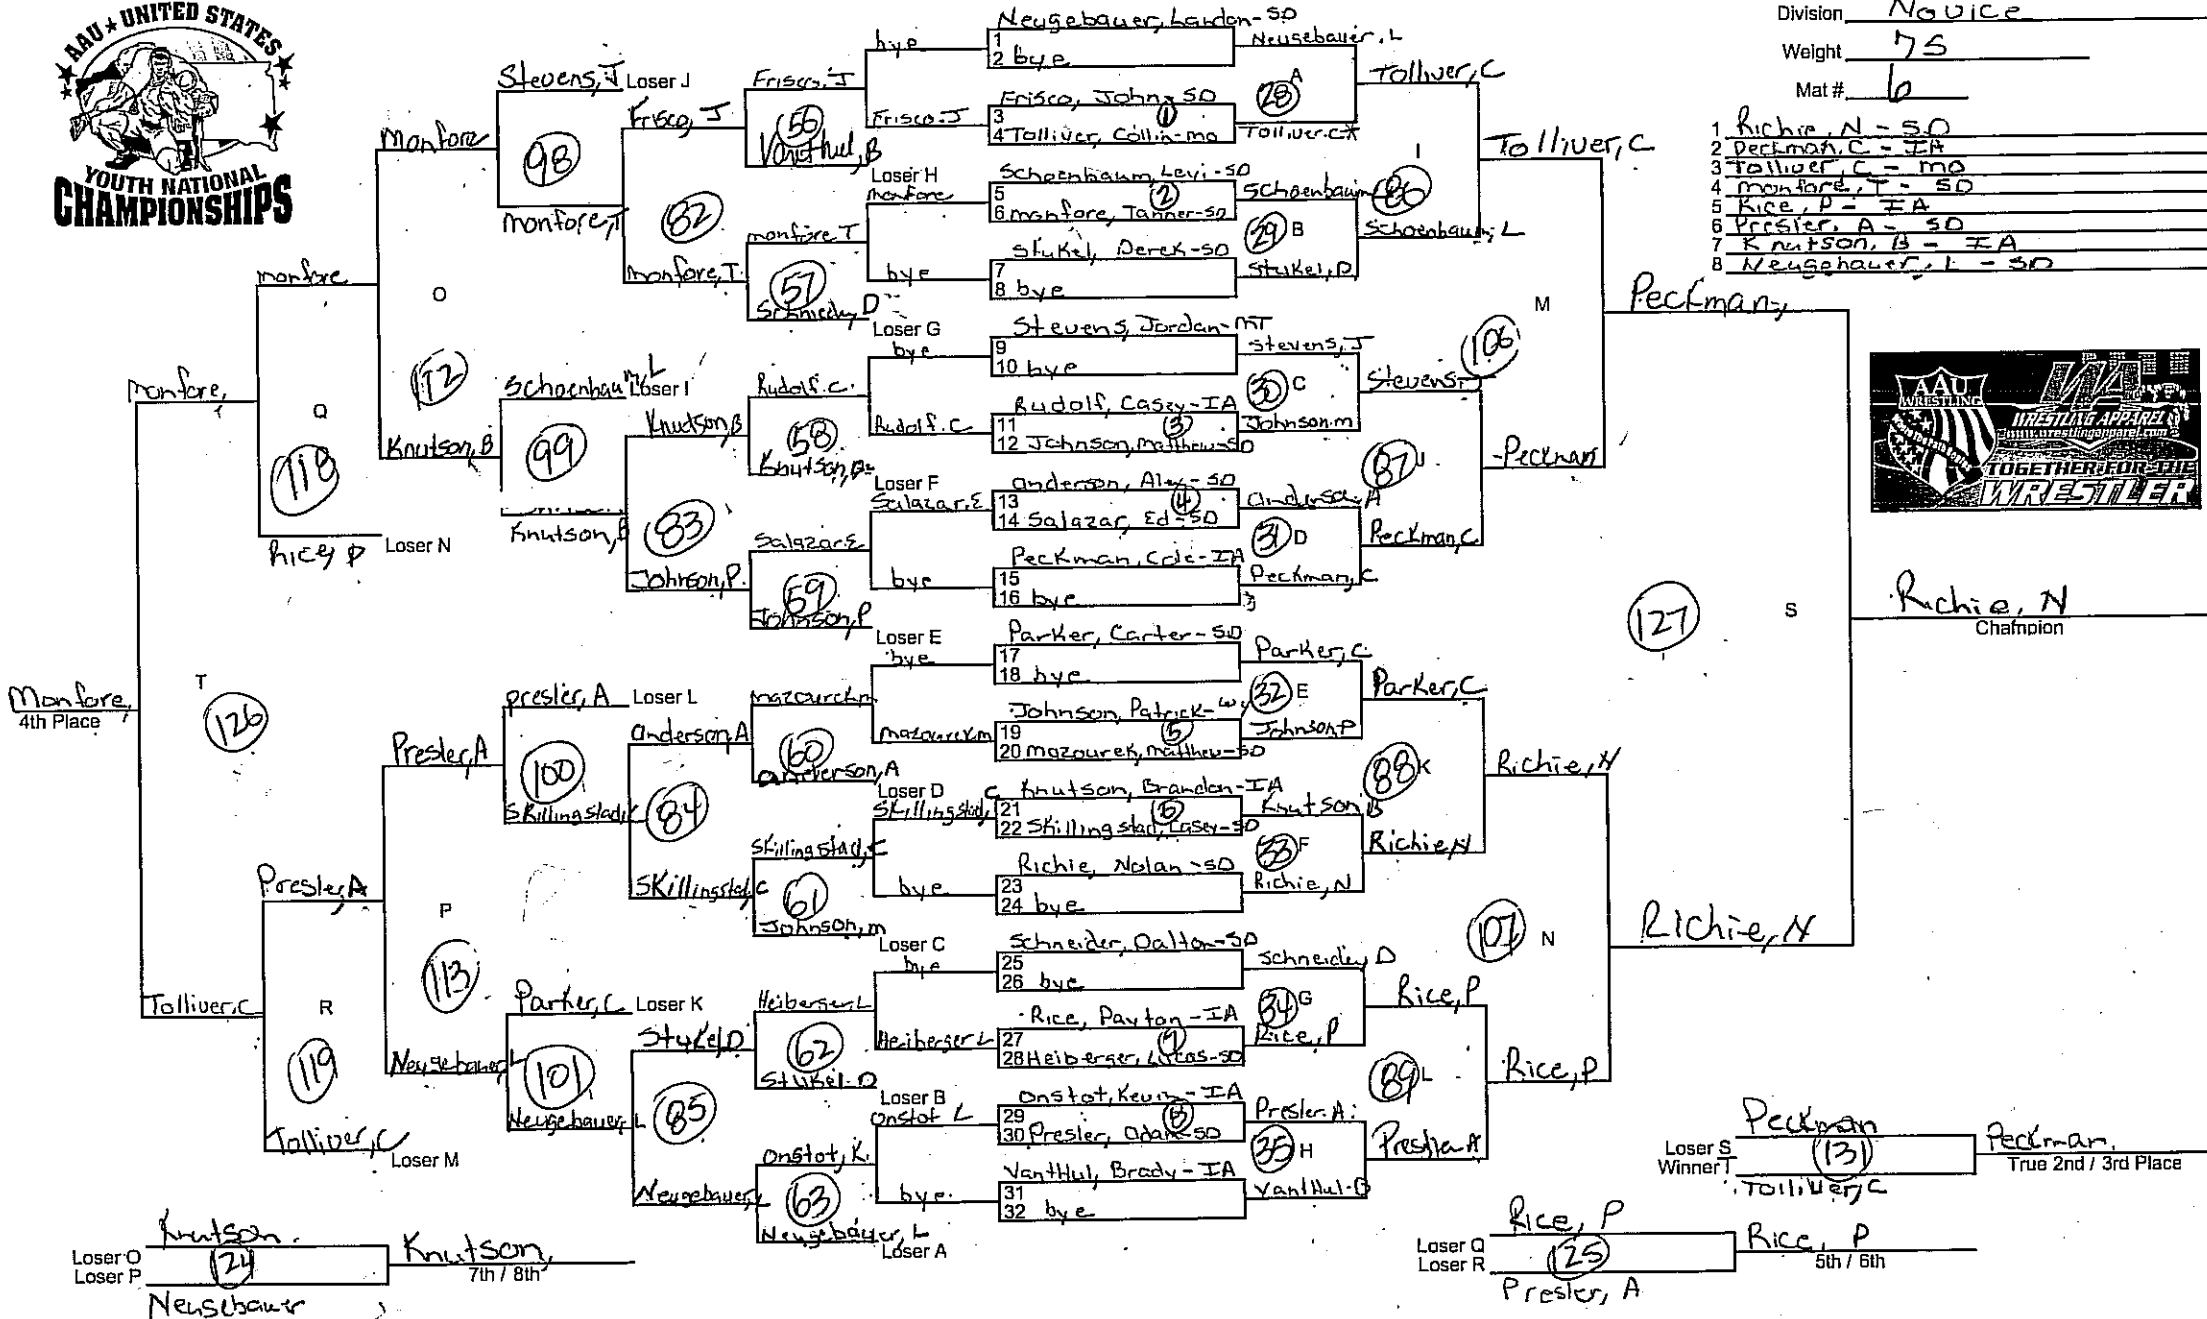 AAU ★ UNITED STATES
YOUTH NATIONAL
CHAMPIONSHIPS
Division Novice
Weight 75
Mat # 6
1 Richie, N - SD
2 Peckman, C - IA
3 Tolliver, C - mo
4 monfore, T - SD
5 Rice, P - IA
6 Presler, A - SD
7 Knutson, B - IA
8 Neugebauer, L - SD
AAU
WRESTLING
WA
WRESTLING APPAREL
www.wrestlingapparel.com
TOGETHER FOR THE
WRESTLER
Neugebauer, Landon-SD
1
2 bye
Frisco, John-SD
3
1
4 Tolliver, Collin-mo
Schoenbaum, Levi-SD
5
2
6 monfore, Tanner-SD
Stukel, Derek-SD
7
8 bye
Stevens, Jordan-MT
9
10 bye
Rudolf, Casey-IA
11
3
12 Johnson, Matthew-SD
Anderson, Alex-SD
13
4
14 Salazar, Ed-SD
Peckman, Cole-IA
15
16 bye
Parker, Carter-SD
17
18 bye
Johnson, Patrick-Wy
19
5
20 mazourek, matthew-SD
Knutson, Brandon-IA
21
6
22 Skillingstad, Casey-SD
Richie, Nolan-SD
23
24 bye
Schneider, Dalton-SD
25
26 bye
Rice, Payton-IA
27
7
28 Heiberger, Lucas-SD
Onstot, Kevin-IA
29
8
30 Presler, Adam-SD
VantHul, Brady-IA
31
32 bye
Neugebauer, L
28 A
Tolliver.C*
Schoenbaum
29 B
Stukel, D
Stevens, J
30 C
Johnson.m
Anderson, A
31 D
Peckman, C
Parker, C.
32 E
Johnson P
Knutson B
33 F
Richie, N
Schneider, D
34 G
Rice, P
Presler.A
35 H
VantHul.B
Tolliver, C
86 I
Schoenbaum, L
Stevens
87 J
Peckman, C
Parker, C
88 K
Richie, N
Rice, P
89 L
Presler A
Tolliver, C
106 M
Peckman
Richie, N
107 N
Rice, P
Peckman,
127 S
Richie, N
Richie, N
Champion
bye
Frisco.J
Loser H
monfore
bye
Loser G
bye
Rudolf.C
Loser F
Salazar.E
bye
Loser E
bye
mazourek.m
Loser D
Skillingstad, C
bye
Loser C
bye
Heiberger L
Loser B
Onstot L
bye
Loser A
Frisco, J
56
Vanthul, B
monfore T
57
Schnieder, D
Rudolf.C.
58
Knutson, B
Salazar E
59
Johnson, P
mazourek m
60
Anderson, A
Skillingstad, C
61
Johnson, m
Heiberger, L
62
Stukel.D
Onstot, K.
63
Neugebauer, L
Frisco, J
82
monfore, T.
Knutson, B
83
Johnson, P.
Anderson, A
84
Skillingstad, C
Stukel, D
85
Neugebauer, L
Stevens, J Loser J
98
monfore, T
Schoenbaum, L Loser I
99
Knutson, B
presler, A Loser L
100
Skillingstad, C
Parker, C Loser K
101
Neugebauer, L
Monfore
O
112
Knutson, B
Presler, A
P
113
Neugebauer, L
monfore
Q
118
Rice, P Loser N
Presler, A
R
119
Tolliver, C Loser M
monfore,
T
126
Tolliver, C
Monfore,
4th Place
Knutson.
Loser O
Loser P
124
Neugebauer
Knutson,
7th / 8th
Peckman
Loser S
Winner T
131
Tolliver, C
Peckman.
True 2nd / 3rd Place
Rice, P
Loser Q
Loser R
125
Presler, A
Rice, P
5th / 6th